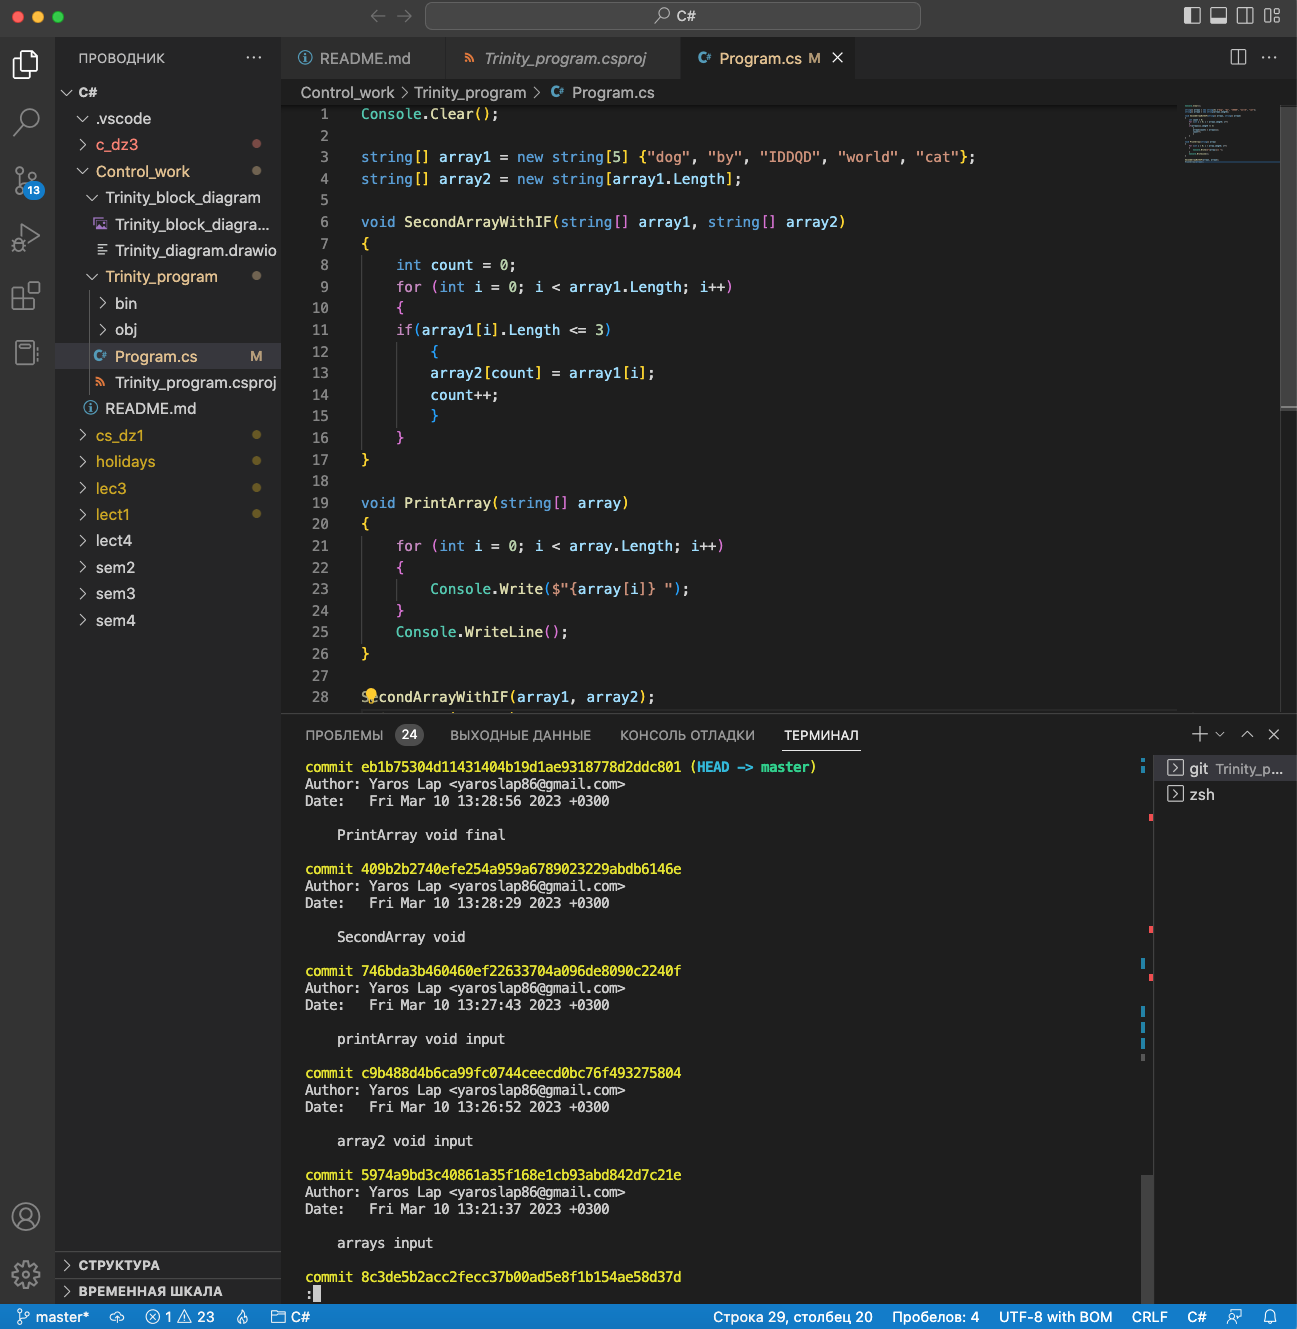 C#
ПРОВОДНИК
C#
.vscode
c_dz3
Control_work
Trinity_block_diagram
Trinity_block_diagra...
Trinity_diagram.drawio
Trinity_program
bin
obj
Program.cs M
Trinity_program.csproj
README.md
cs_dz1
holidays
lec3
lect1
lect4
sem2
sem3
sem4
СТРУКТУРА
ВРЕМЕННАЯ ШКАЛА
13
README.md Trinity_program.csproj C# Program.cs M
Control_work > Trinity_program > C# Program.cs
1 Console.Clear();
2
3 string[] array1 = new string[5] {"dog", "by", "IDDQD", "world", "cat"};
4 string[] array2 = new string[array1.Length];
5
6 void SecondArrayWithIF(string[] array1, string[] array2)
7 {
8 int count = 0;
9 for (int i = 0; i < array1.Length; i++)
10 {
11 if(array1[i].Length <= 3)
12 {
13 array2[count] = array1[i];
14 count++;
15 }
16 }
17 }
18
19 void PrintArray(string[] array)
20 {
21 for (int i = 0; i < array.Length; i++)
22 {
23 Console.Write($"{array[i]} ");
24 }
25 Console.WriteLine();
26 }
27
28 SecondArrayWithIF(array1, array2);
ПРОБЛЕМЫ 24 ВЫХОДНЫЕ ДАННЫЕ КОНСОЛЬ ОТЛАДКИ ТЕРМИНАЛ
commit eb1b75304d11431404b19d1ae9318778d2ddc801 (HEAD -> master)
Author: Yaros Lap <yaroslap86@gmail.com>
Date: Fri Mar 10 13:28:56 2023 +0300
PrintArray void final
commit 409b2b2740efe254a959a6789023229abdb6146e
Author: Yaros Lap <yaroslap86@gmail.com>
Date: Fri Mar 10 13:28:29 2023 +0300
SecondArray void
commit 746bda3b460460ef22633704a096de8090c2240f
Author: Yaros Lap <yaroslap86@gmail.com>
Date: Fri Mar 10 13:27:43 2023 +0300
printArray void input
commit c9b488d4b6ca99fc0744ceecd0bc76f493275804
Author: Yaros Lap <yaroslap86@gmail.com>
Date: Fri Mar 10 13:26:52 2023 +0300
array2 void input
commit 5974a9bd3c40861a35f168e1cb93abd842d7c21e
Author: Yaros Lap <yaroslap86@gmail.com>
Date: Fri Mar 10 13:21:37 2023 +0300
arrays input
commit 8c3de5b2acc2fecc37b00ad5e8f1b154ae58d37d
:
git Trinity_p...
zsh
master* 1 23 C# Строка 29, столбец 20 Пробелов: 4 UTF-8 with BOM CRLF C#